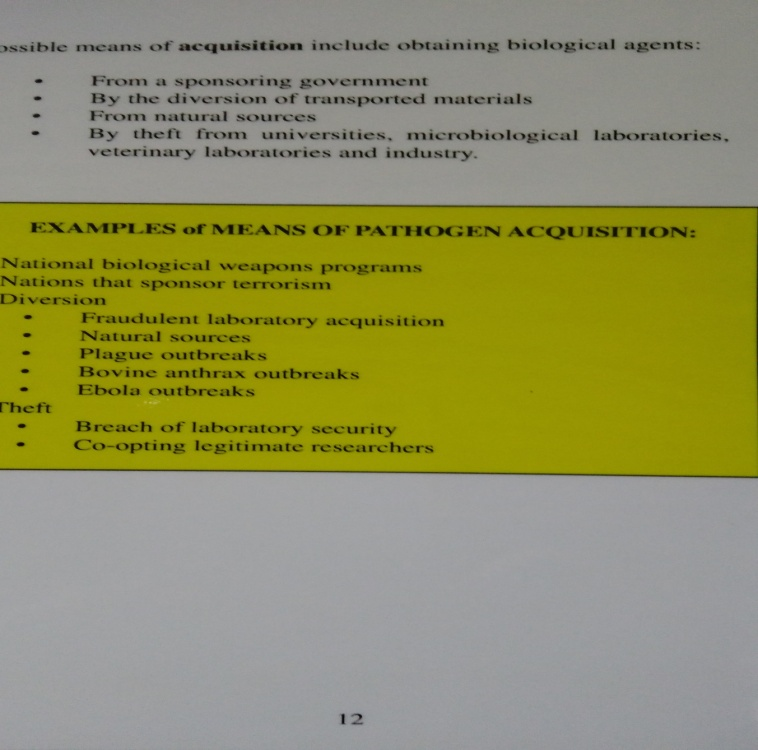 ossible means of acquisition include obtaining biological agents:
• From a sponsoring government
• By the diversion of transported materials
• From natural sources
• By theft from universities, microbiological laboratories,
veterinary laboratories and industry.
EXAMPLES of MEANS OF PATHOGEN ACQUISITION:
National biological weapons programs
Nations that sponsor terrorism
Diversion
• Fraudulent laboratory acquisition
• Natural sources
• Plague outbreaks
• Bovine anthrax outbreaks
• Ebola outbreaks
Theft
• Breach of laboratory security
• Co-opting legitimate researchers
12